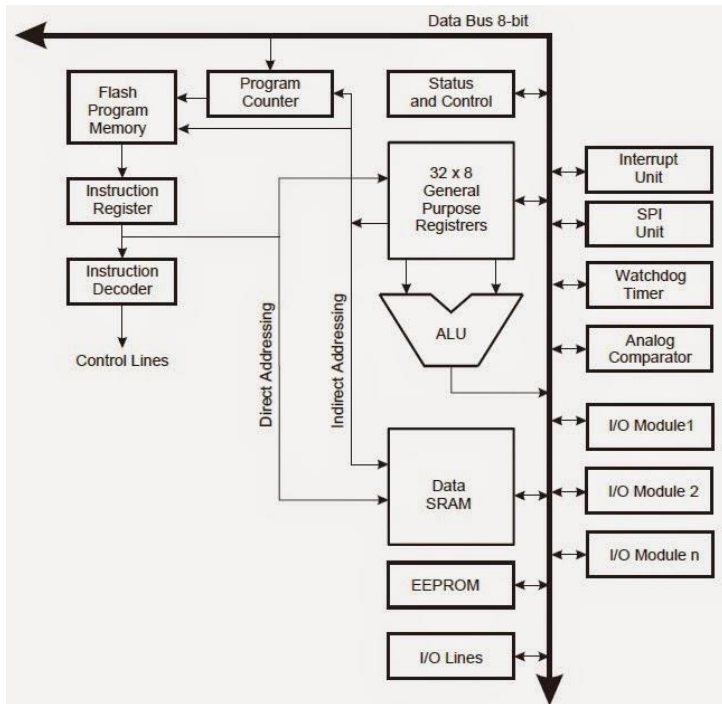 Data Bus 8-bit
Flash
Program
Memory
Program
Counter
Status
and Control
Interrupt
Unit
32 x 8
General
Purpose
Registrers
Instruction
Register
SPI
Unit
Instruction
Decoder
Watchdog
Timer
Control Lines
Direct Addressing
Indirect Addressing
ALU
Analog
Comparator
I/O Module1
Data
SRAM
I/O Module 2
I/O Module n
EEPROM
I/O Lines